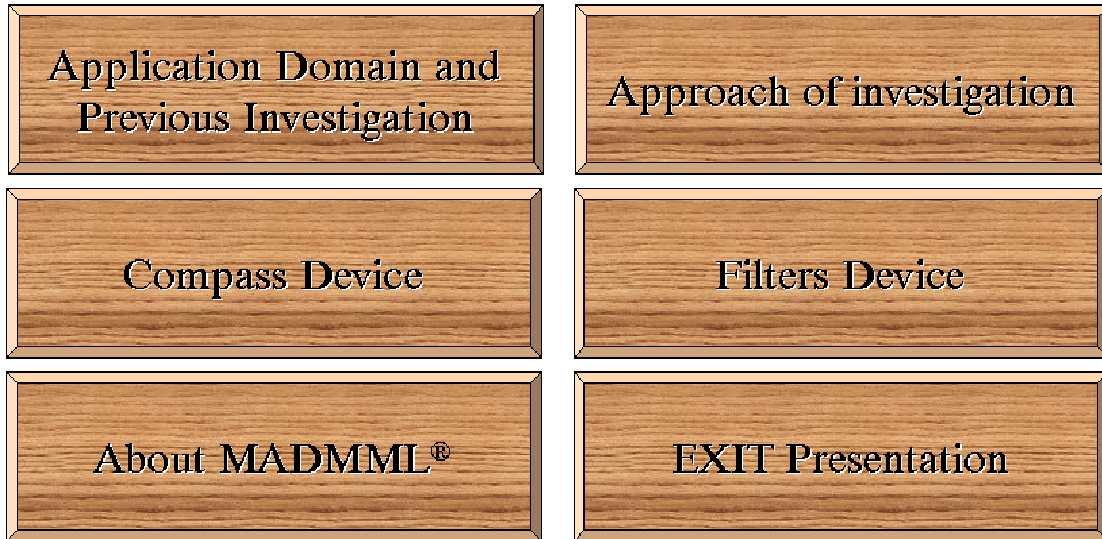 Application Domain and
Previous Investigation
Approach of investigation
Compass Device
Filters Device
About MADMML®
EXIT Presentation